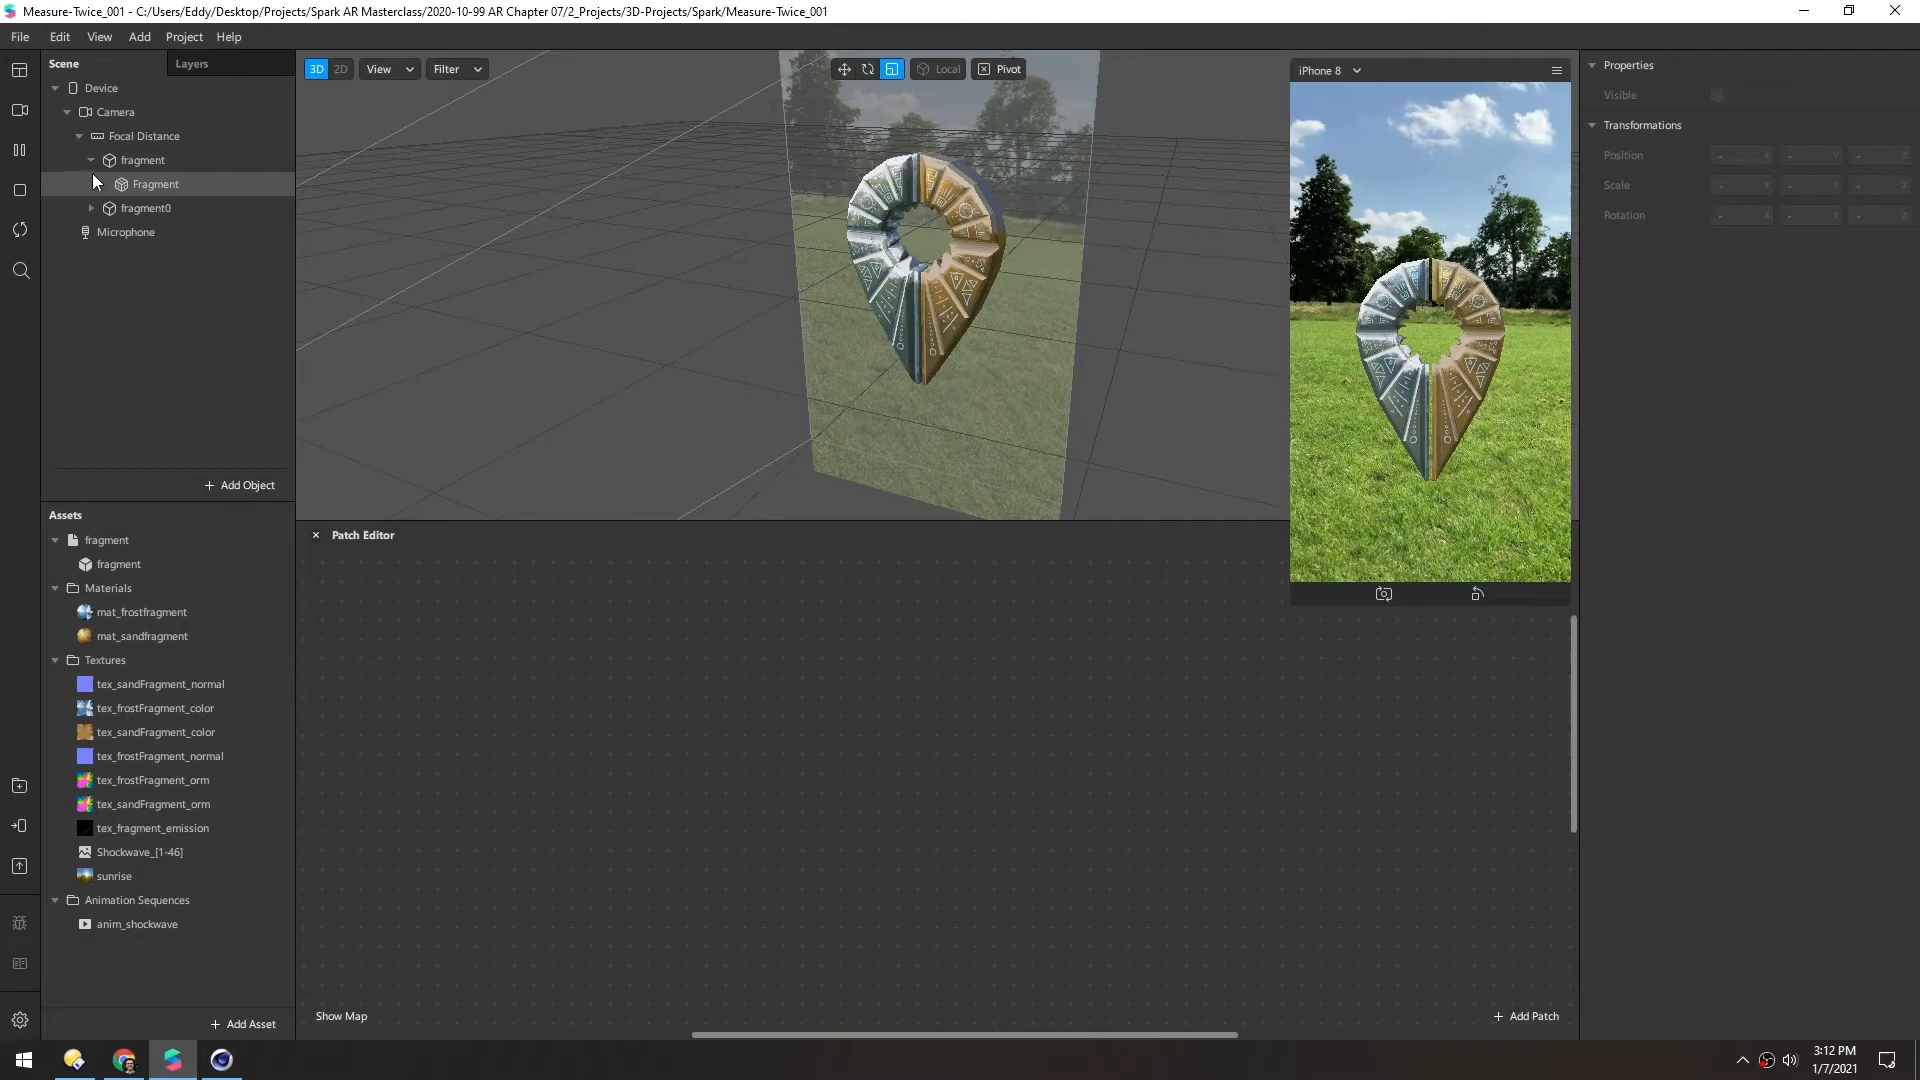 Measure-Twice_001 - C:/Users/Eddy/Desktop/Projects/Spark AR Masterclass/2020-10-99 AR Chapter 07/2_Projects/3D-Projects/Spark/Measure-Twice_001
File Edit View Add Project Help
Scene Layers
Device
Camera
Focal Distance
fragment
Fragment
fragment0
Microphone
+ Add Object
3D 2D View Filter
Local Pivot
iPhone 8
Properties
Visible
Transformations
Position - X - Y - Z
Scale - X - Y - Z
Rotation - X - Y - Z
Assets
fragment
fragment
Materials
mat_frostfragment
mat_sandfragment
Textures
tex_sandFragment_normal
tex_frostFragment_color
tex_sandFragment_color
tex_frostFragment_normal
tex_frostFragment_orm
tex_sandFragment_orm
tex_fragment_emission
Shockwave_[1-46]
sunrise
Animation Sequences
anim_shockwave
+ Add Asset
Patch Editor
Show Map
+ Add Patch
3:12 PM
1/7/2021